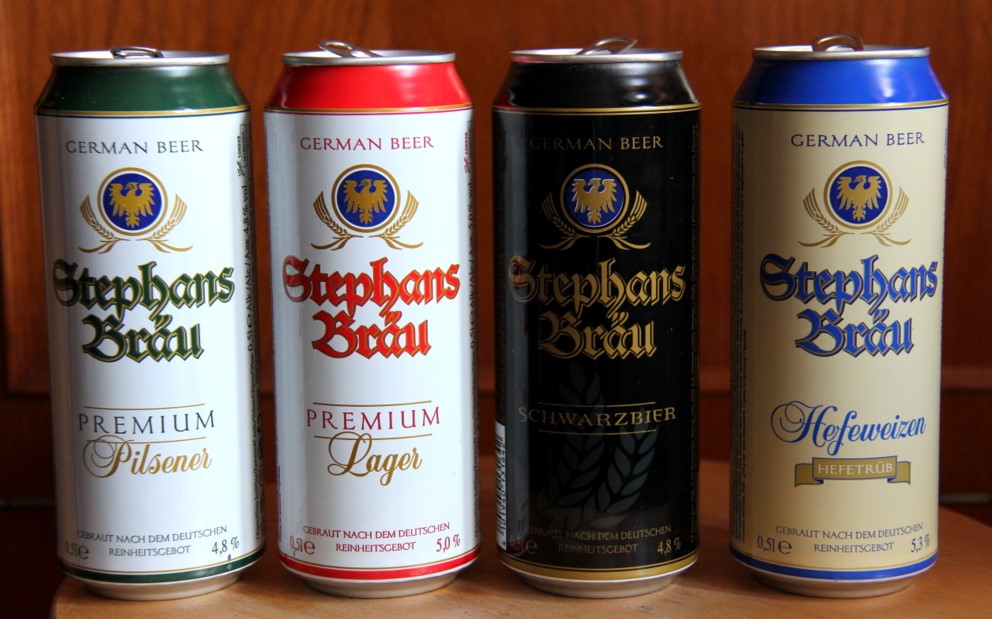 GERMAN BEER
Stephans
Bräu
PREMIUM
Pilsener
GEBRAUT NACH DEM DEUTSCHEN
REINHEITSGEBOT
0,5l e
4,8 %
GERMAN BEER
Stephans
Bräu
PREMIUM
Lager
GEBRAUT NACH DEM DEUTSCHEN
REINHEITSGEBOT
0,5l e
5,0 %
GERMAN BEER
Stephans
Bräu
SCHWARZBIER
GEBRAUT NACH DEM DEUTSCHEN
REINHEITSGEBOT
4,8 %
GERMAN BEER
Stephans
Bräu
Hefeweizen
HEFETRÜB
GEBRAUT NACH DEM DEUTSCHEN
REINHEITSGEBOT
0,5l e
5,3 %